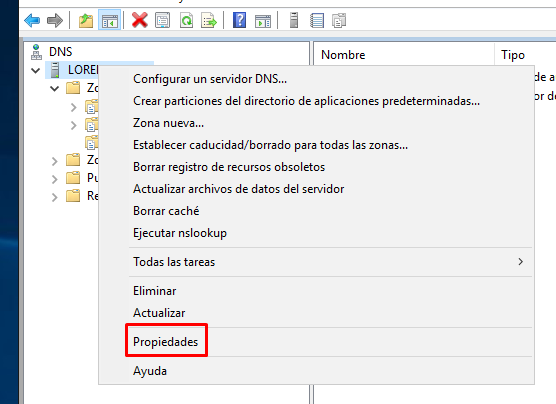 DNS
Nombre
Tipo
LOREI
Configurar un servidor DNS...
Crear particiones del directorio de aplicaciones predeterminadas...
Zona nueva...
Establecer caducidad/borrado para todas las zonas...
Borrar registro de recursos obsoletos
Actualizar archivos de datos del servidor
Borrar caché
Ejecutar nslookup
Todas las tareas
Eliminar
Actualizar
Propiedades
Ayuda
Zo
Zo
Pu
Re
de a
or de